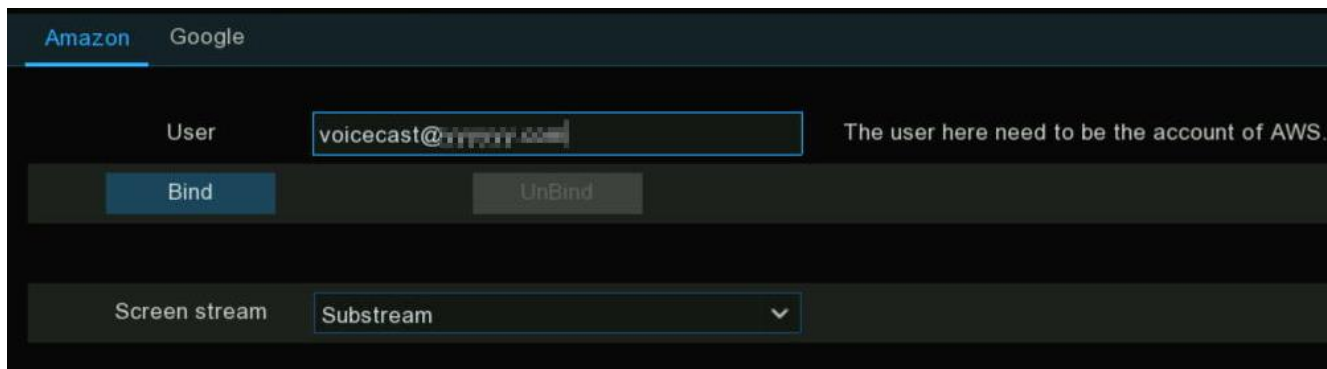 Amazon Google
User voicecast@ The user here need to be the account of AWS.
Bind UnBind
Screen stream Substream